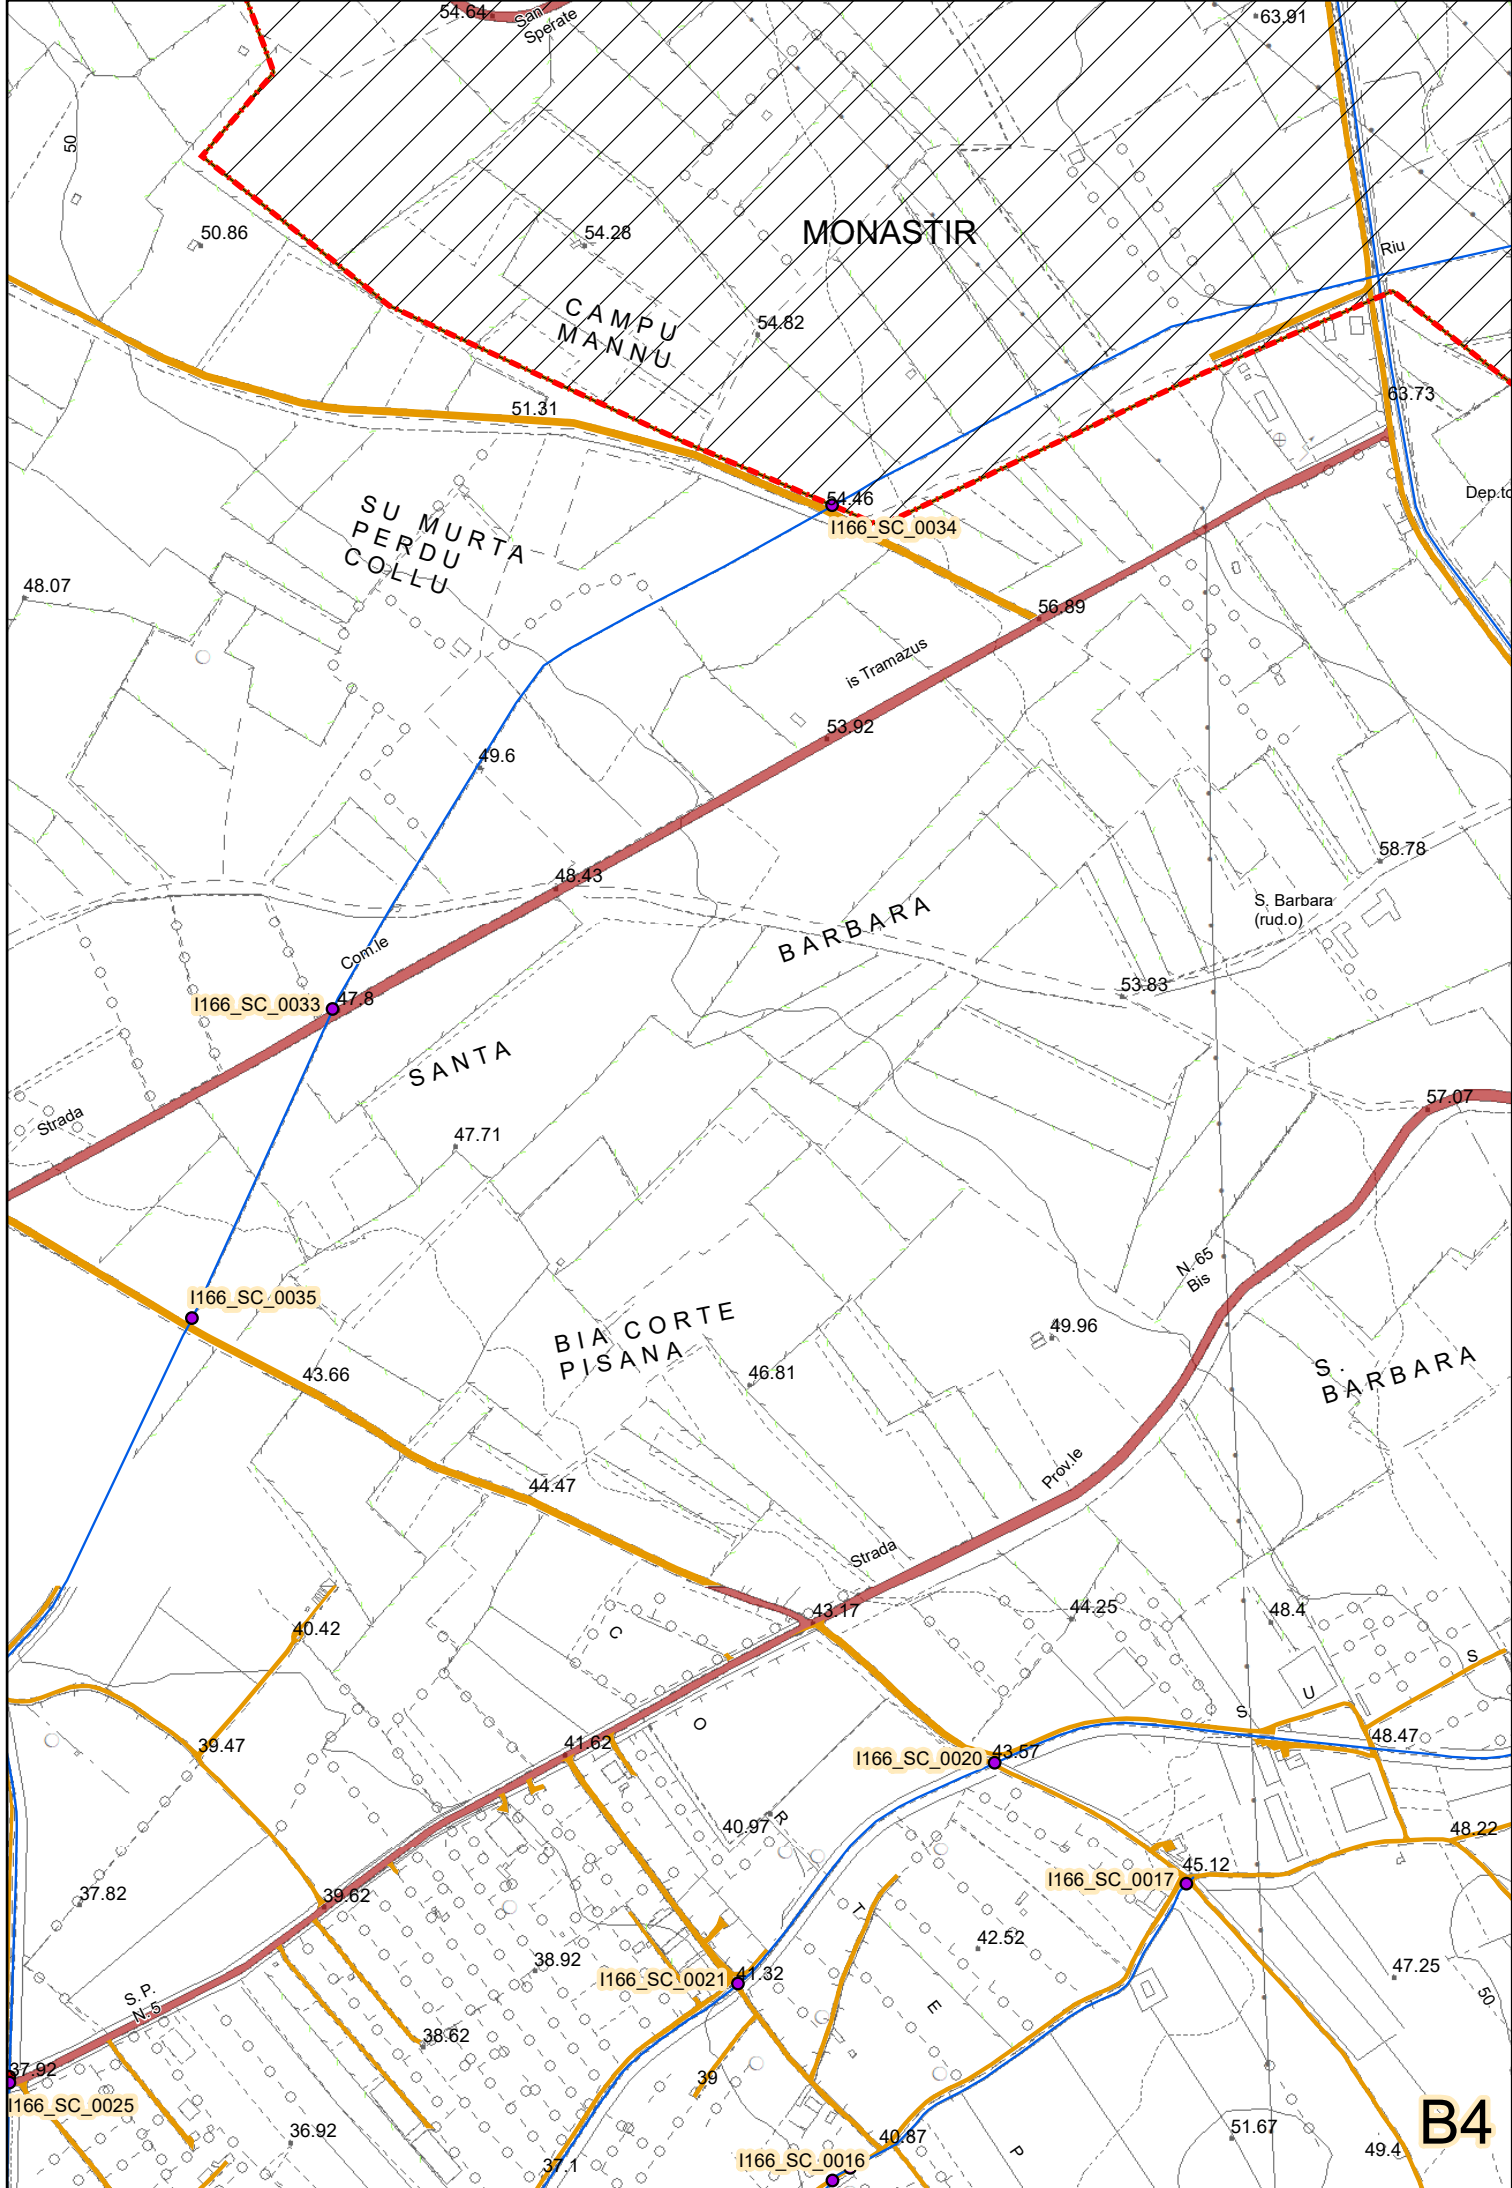 54.64
San
Sperate
63.91
50
50.86
54.28
MONASTIR
Riu
CAMPU
MANNU
54.82
51.31
63.73
54.46
I166_SC_0034
Dep.to
SU MURTA
PERDU
COLLU
48.07
56.89
is Tramazus
53.92
49.6
48.43
58.78
S. Barbara
(rud.o)
BARBARA
Com.le
53.83
I166_SC_0033
47.8
SANTA
Strada
57.07
47.71
N. 65
Bis
I166_SC_0035
BIA CORTE
PISANA
49.96
43.66
46.81
S.
BARBARA
44.47
Prov.le
Strada
43.17
44.25
48.4
40.42
C
O
R
T
E
P
S
U
S
39.47
41.62
I166_SC_0020
43.57
48.47
40.97
48.22
I166_SC_0017
45.12
37.82
39.62
42.52
38.92
I166_SC_0021
41.32
47.25
50
S.P.
N. 5
38.62
37.92
39
I166_SC_0025
36.92
40.87
51.67
49.4
I166_SC_0016
37.1
B4